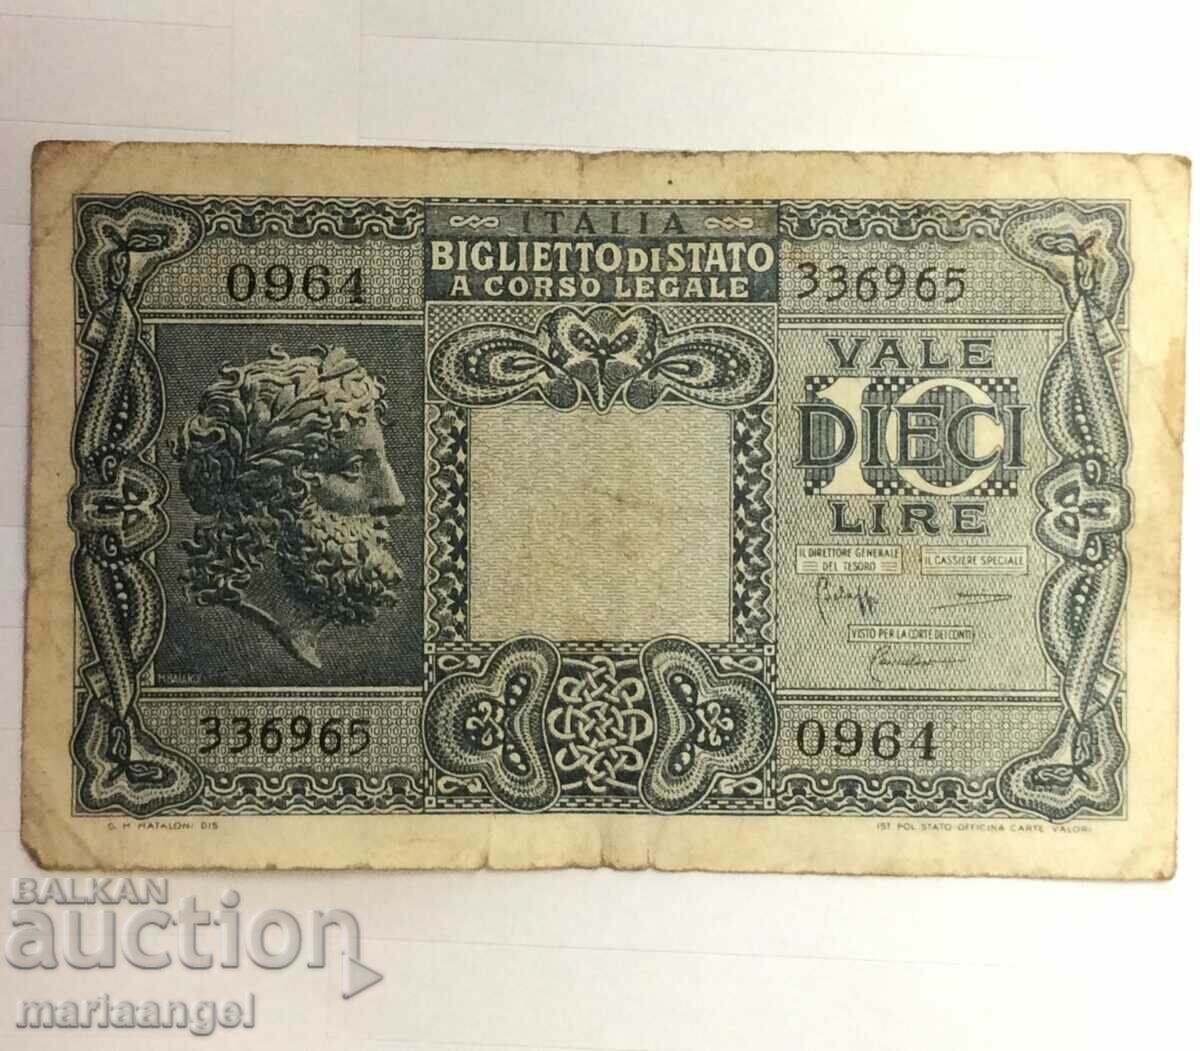 ITALIA
BIGLIETTO DI STATO
A CORSO LEGALE
0964
336965
VALE
10
DIECI
LIRE
IL DIRETTORE GENERALE
DEL TESORO
IL CASSIERE SPECIALE
VISTO PER LA CORTE DEI CONTI
336965
0964
G. M. MATALONI DIS
IST. POL. STATO-OFFICINA CARTE VALORI
BALKAN
auction
mariaangel